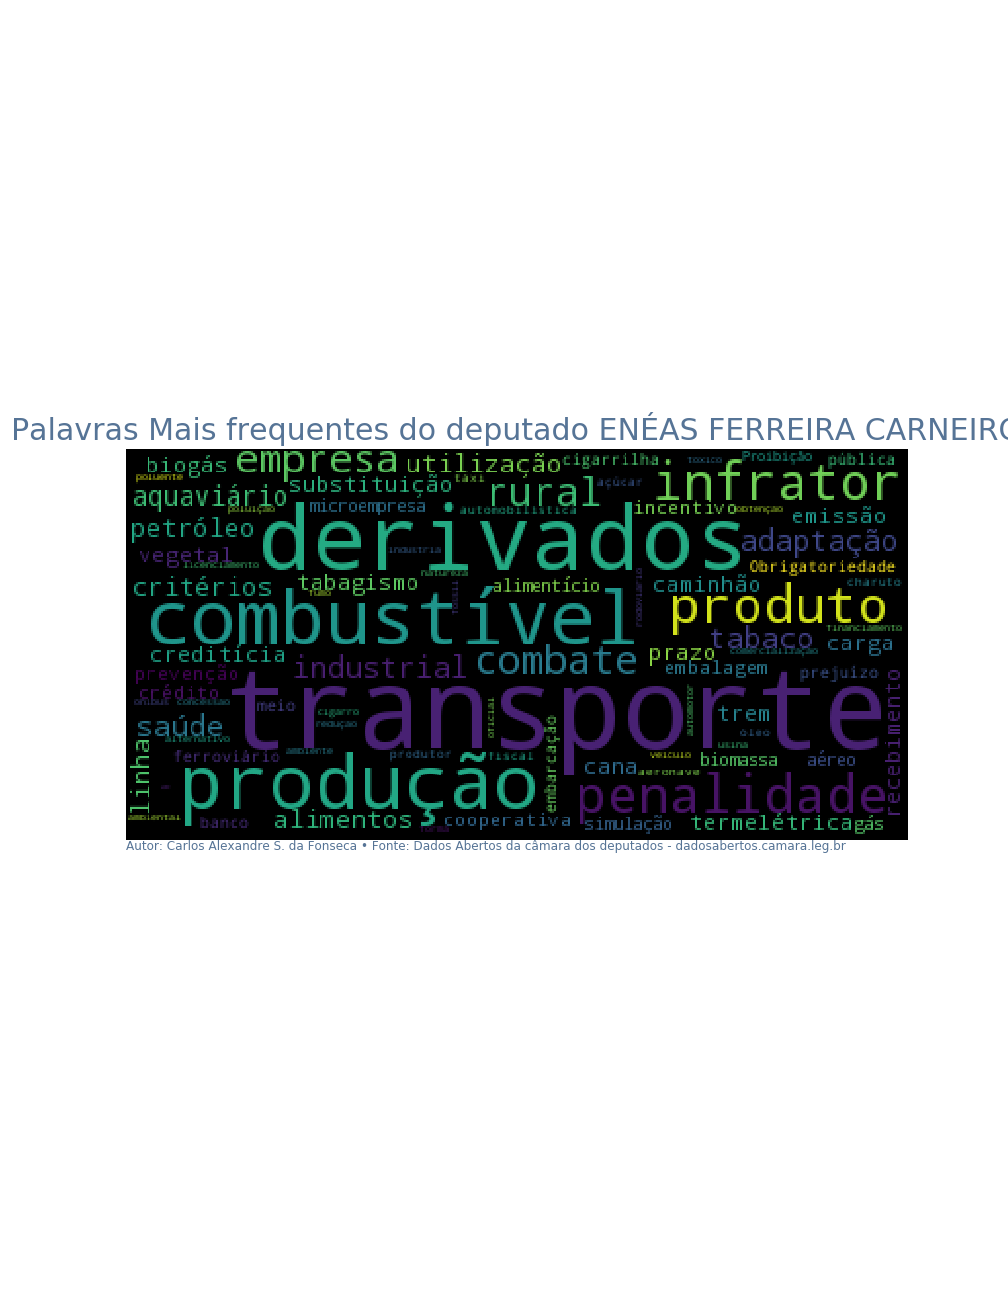 Palavras Mais frequentes do deputado ENÉAS FERREIRA CARNEIRO
biogás
empresa
utilização
cigarrilha
tóxico
Proibição
pública
poluente
aquaviário
substituição
táxi
rural
açúcar
infrator
microempresa
poluição
automobilística
incentivo
obtenção
emissão
petróleo
derivados
adaptação
vegetal
industria
licenciamento
natureza
Obrigatoriedade
critérios
tabagismo
fumo
fóssil
alimentício
rodoviário
caminhão
charuto
combustível
produto
financiamento
creditícia
industrial
combate
prazo
tabaco
comercialização
carga
prevenção
crédito
embalagem
prejuízo
concessão
meio
transporte
recebimento
cigarro
redução
oficial
automotor
trem
saúde
óleo
alternativo
usina
linha
ferroviário
ambiente
produtor
fiscal
embarcação
veículo
biomassa
aéreo
cana
aeronave
produção
penalidade
ambiental
banco
alimentos
cooperativa
simulação
termelétrica
gás
Autor: Carlos Alexandre S. da Fonseca • Fonte: Dados Abertos da câmara dos deputados - dadosabertos.camara.leg.br